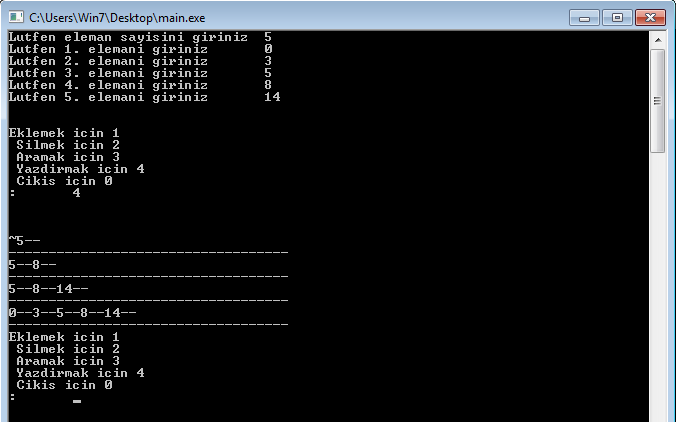 C:\Users\Win7\Desktop\main.exe
Lutfen eleman sayisini giriniz  5
Lutfen 1. elemani giriniz       0
Lutfen 2. elemani giriniz       3
Lutfen 3. elemani giriniz       5
Lutfen 4. elemani giriniz       8
Lutfen 5. elemani giriniz       14
Eklemek icin 1
 Silmek icin 2
 Aramak icin 3
 Yazdirmak icin 4
 Cikis icin 0
:       4
~5--
-----------------------------------
5--8--
-----------------------------------
5--8--14--
-----------------------------------
0--3--5--8--14--
-----------------------------------
Eklemek icin 1
 Silmek icin 2
 Aramak icin 3
 Yazdirmak icin 4
 Cikis icin 0
:       _